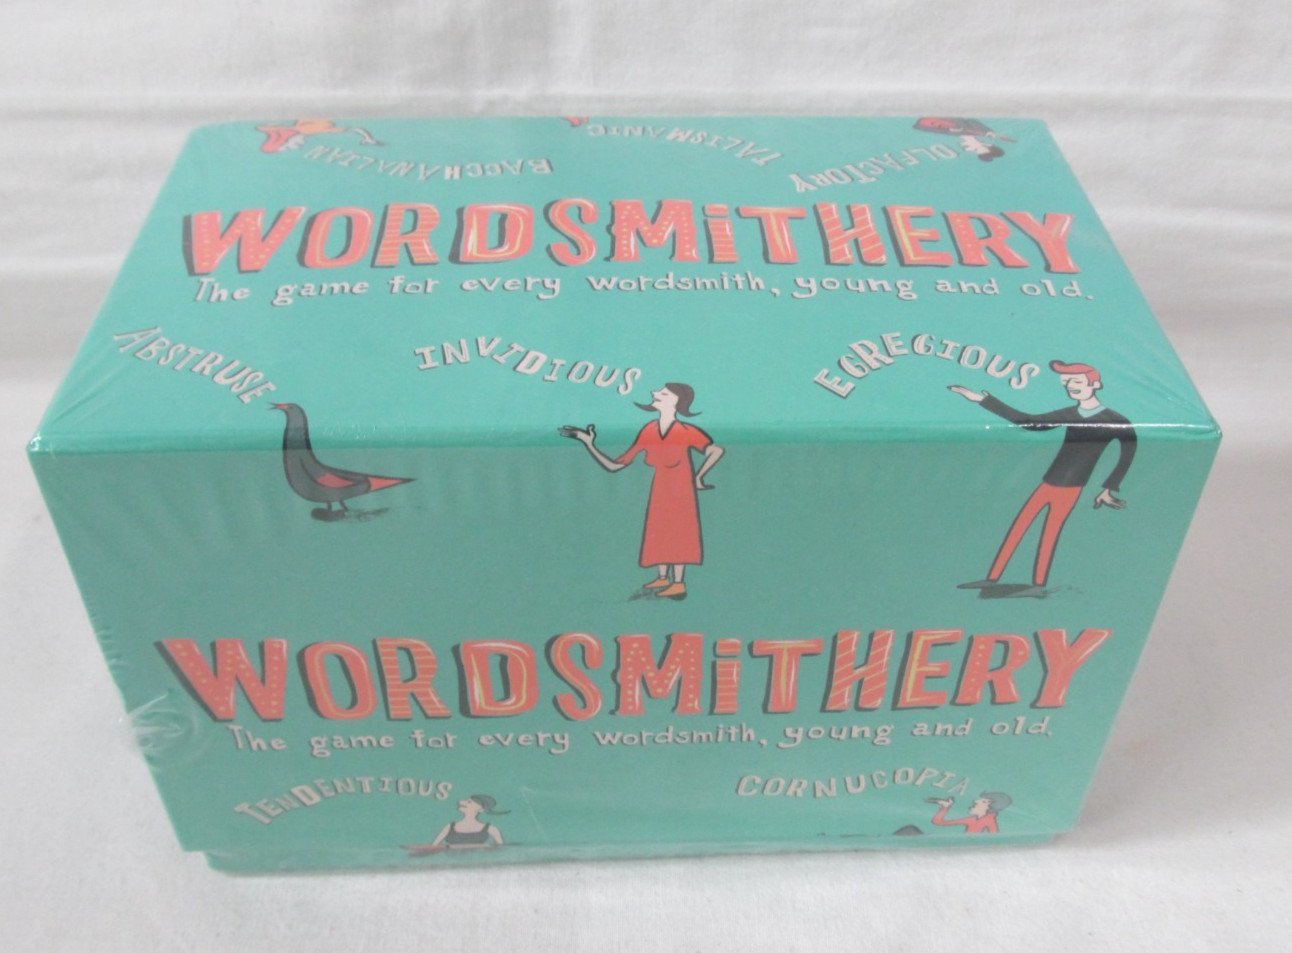 TALISMANIC
BACCHANALIAN
OLFACTORY
WORDSMiTHERY
The game for every wordsmith, young and old.
ABSTRUSE
INVIDIOUS
EGREGIOUS
WORDSMiTHERY
The game for every wordsmith, young and old.
TENDENTIOUS
CORNUCOPIA